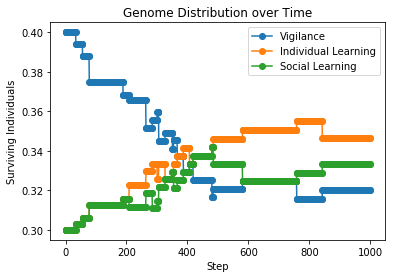 Genome Distribution over Time
Surviving Individuals
0.40
0.38
0.36
0.34
0.32
0.30
Vigilance
Individual Learning
Social Learning
0
200
400
600
800
1000
Step